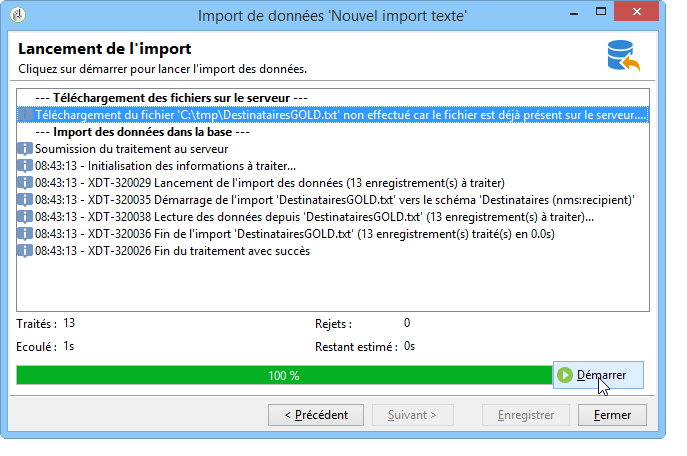 Import de données 'Nouvel import texte'
Lancement de l'import
Cliquez sur démarrer pour lancer l'import des données.
--- Téléchargement des fichiers sur le serveur ---
Téléchargement du fichier 'C:\tmp\DestinatairesGOLD.txt' non effectué car le fichier est déjà présent sur le serveur....
--- Import des données dans la base ---
Soumission du traitement au serveur
08:43:13 - Initialisation des informations à traiter...
08:43:13 - XDT-320029 Lancement de l'import des données (13 enregistrement(s) à traiter)
08:43:13 - XDT-320035 Démarrage de l'import 'DestinatairesGOLD.txt' vers le schéma 'Destinataires (nms:recipient)'
08:43:13 - XDT-320038 Lecture des données depuis 'DestinatairesGOLD.txt' (13 enregistrement(s) à traiter)...
08:43:13 - XDT-320036 Fin de l'import 'DestinatairesGOLD.txt' (13 enregistrement(s) traité(s) en 0.0s)
08:43:13 - XDT-320026 Fin du traitement avec succès
Traités : 13 Rejets : 0
Ecoulé : 1s Restant estimé : 0s
100 % Démarrer
< Précédent Suivant > Enregistrer Fermer